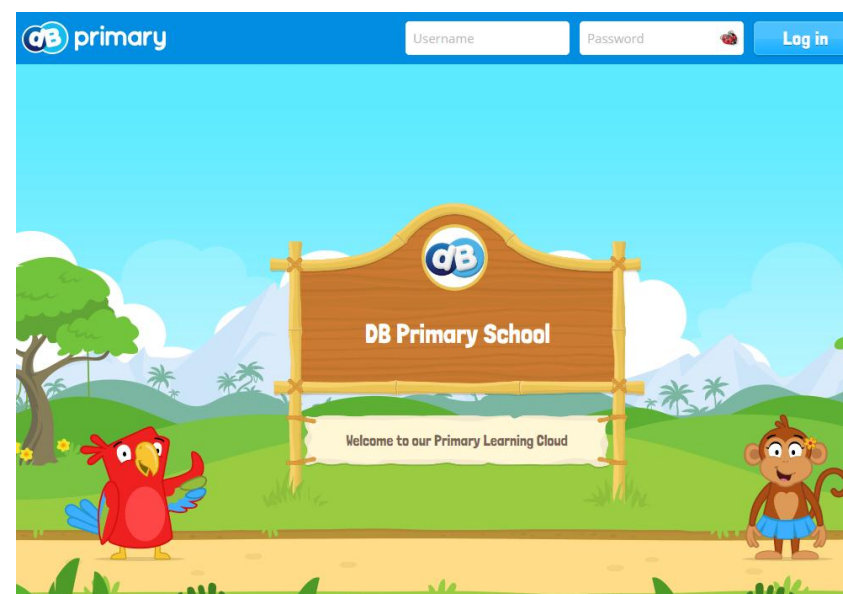 dB primary
Username
Password
Log in
dB
DB Primary School
Welcome to our Primary Learning Cloud